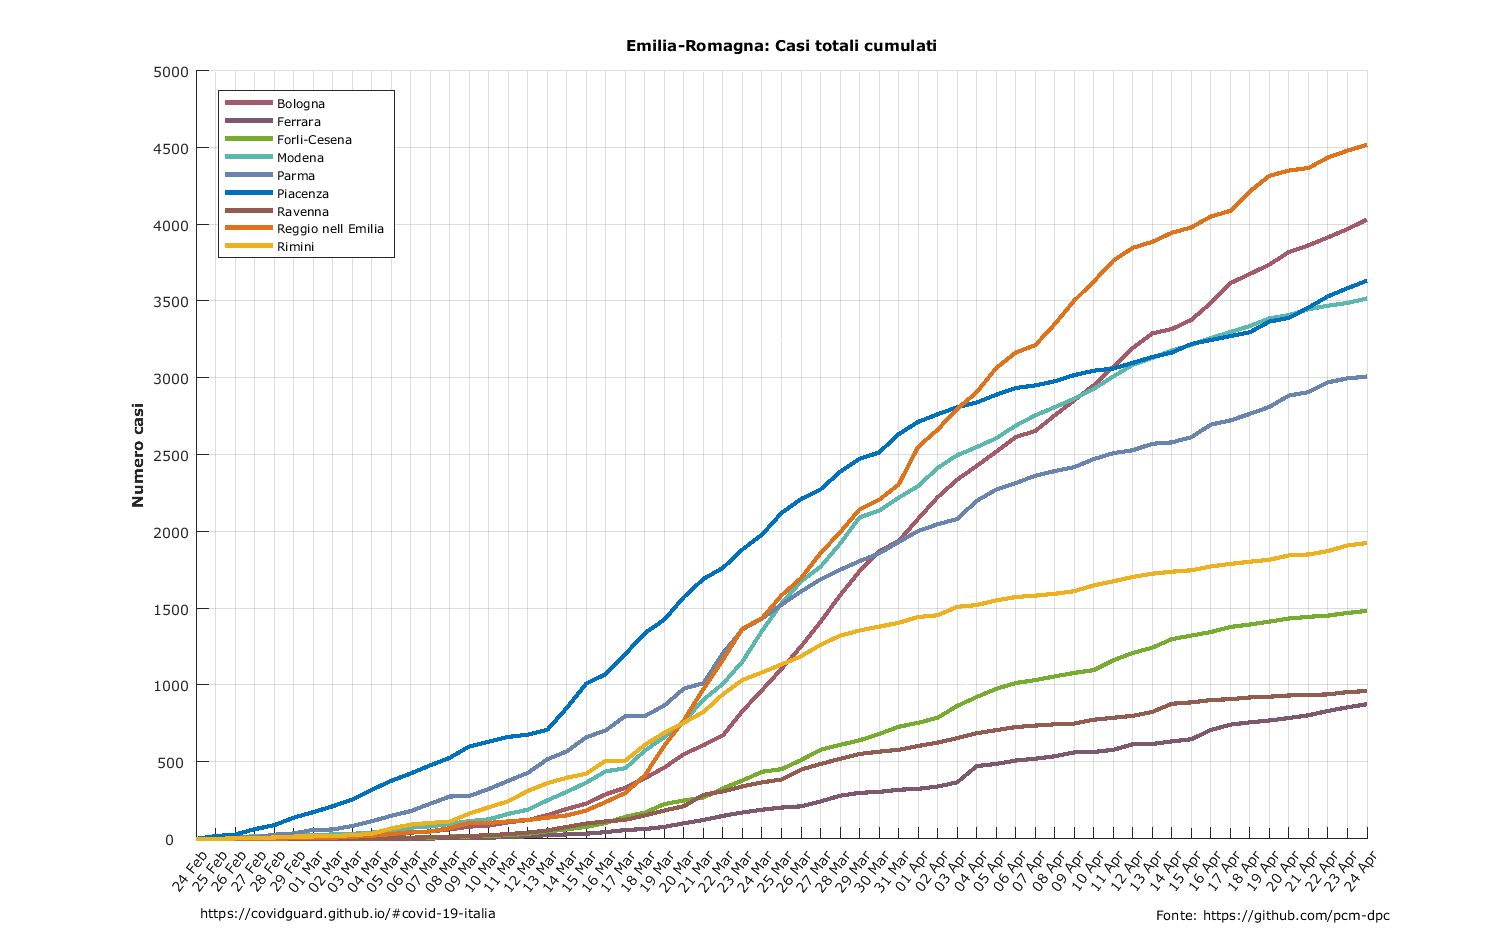 Emilia-Romagna: Casi totali cumulati
5000
4500
4000
3500
3000
2500
2000
1500
1000
500
0
Numero casi
Bologna
Ferrara
Forli-Cesena
Modena
Parma
Piacenza
Ravenna
Reggio nell Emilia
Rimini
24 Feb
25 Feb
26 Feb
27 Feb
28 Feb
29 Feb
01 Mar
02 Mar
03 Mar
04 Mar
05 Mar
06 Mar
07 Mar
08 Mar
09 Mar
10 Mar
11 Mar
12 Mar
13 Mar
14 Mar
15 Mar
16 Mar
17 Mar
18 Mar
19 Mar
20 Mar
21 Mar
22 Mar
23 Mar
24 Mar
25 Mar
26 Mar
27 Mar
28 Mar
29 Mar
30 Mar
31 Mar
01 Apr
02 Apr
03 Apr
04 Apr
05 Apr
06 Apr
07 Apr
08 Apr
09 Apr
10 Apr
11 Apr
12 Apr
13 Apr
14 Apr
15 Apr
16 Apr
17 Apr
18 Apr
19 Apr
20 Apr
21 Apr
22 Apr
23 Apr
24 Apr
https://covidguard.github.io/#covid-19-italia
Fonte: https://github.com/pcm-dpc